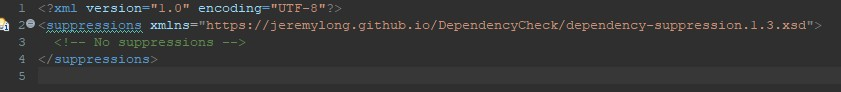 1 <?xml version="1.0" encoding="UTF-8"?>
2 <suppressions xmlns="https://jeremylong.github.io/DependencyCheck/dependency-suppression.1.3.xsd">
3 <!-- No suppressions -->
4 </suppressions>
5